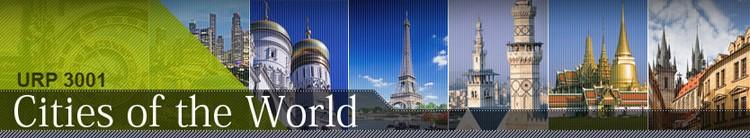 URP 3001
Cities of the World